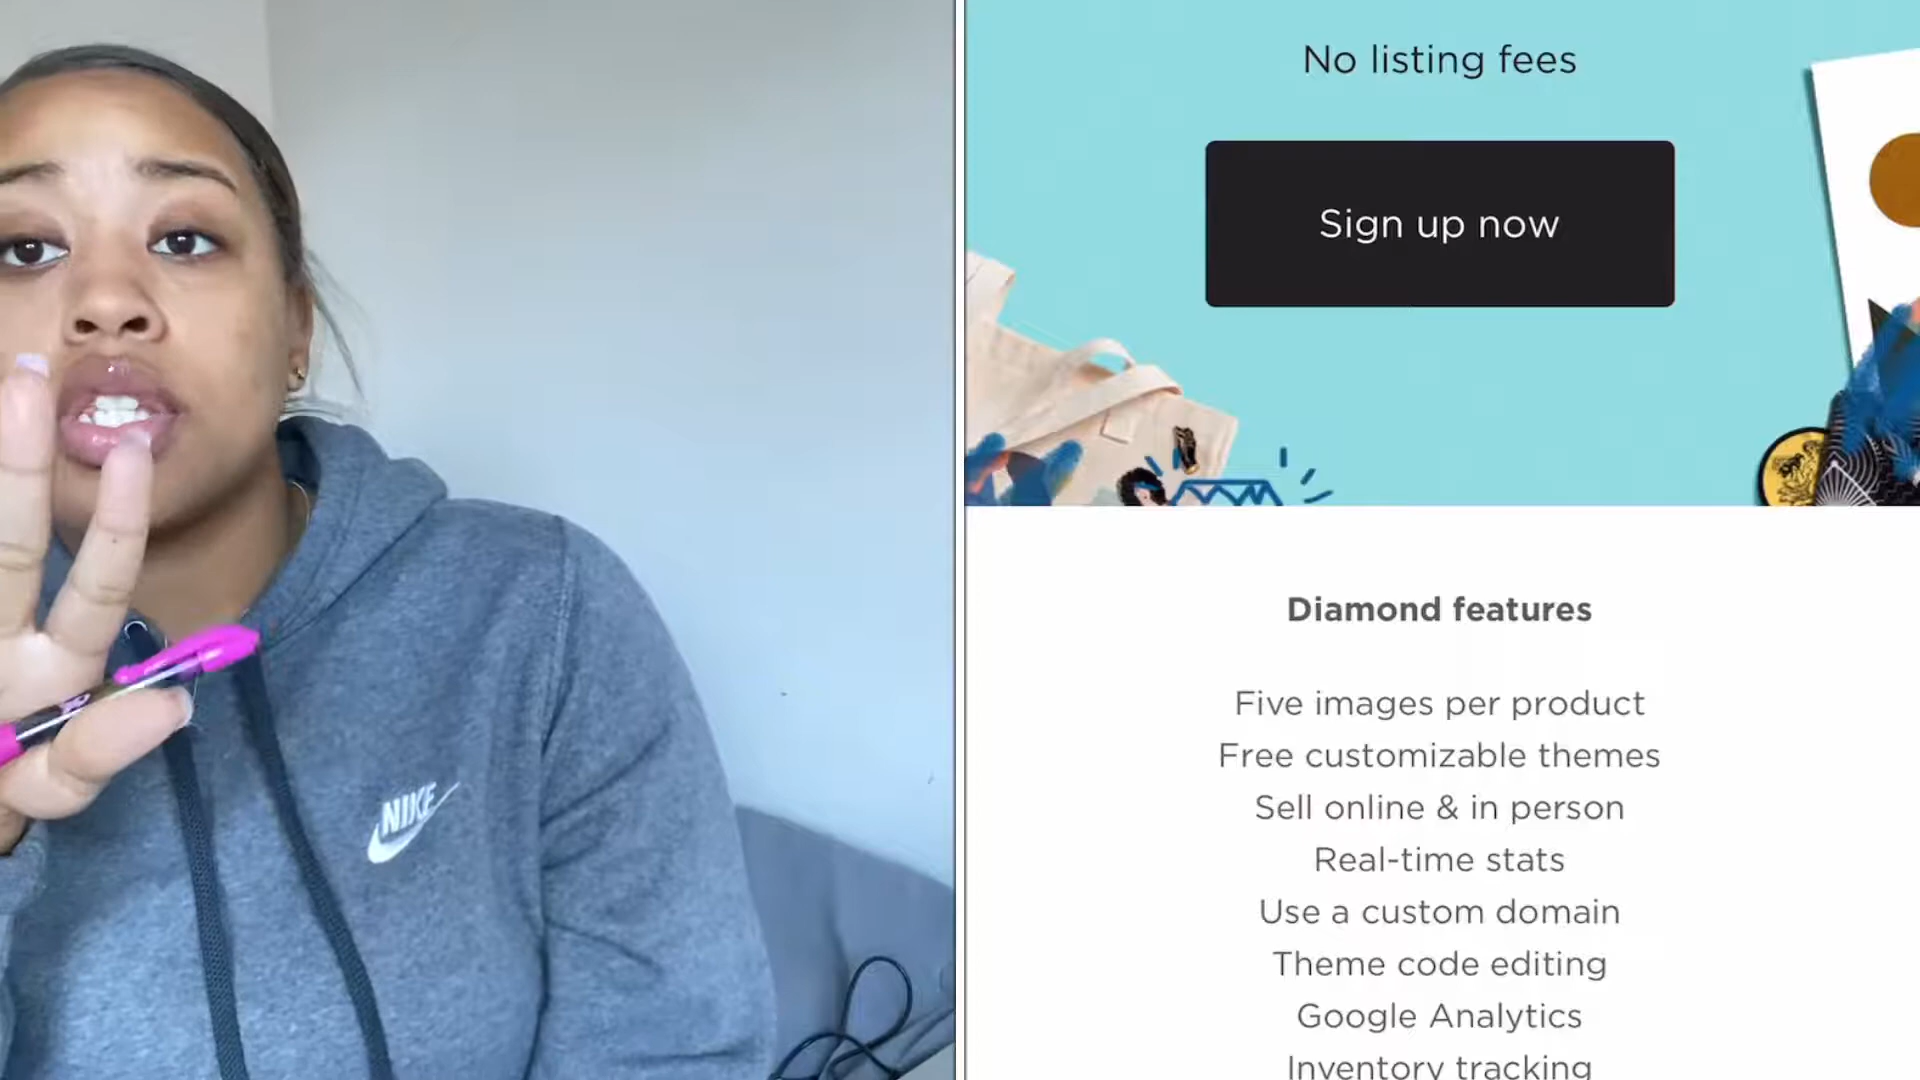 NIKE
No listing fees
Sign up now
Diamond features
Five images per product
Free customizable themes
Sell online & in person
Real-time stats
Use a custom domain
Theme code editing
Google Analytics
Inventory tracking